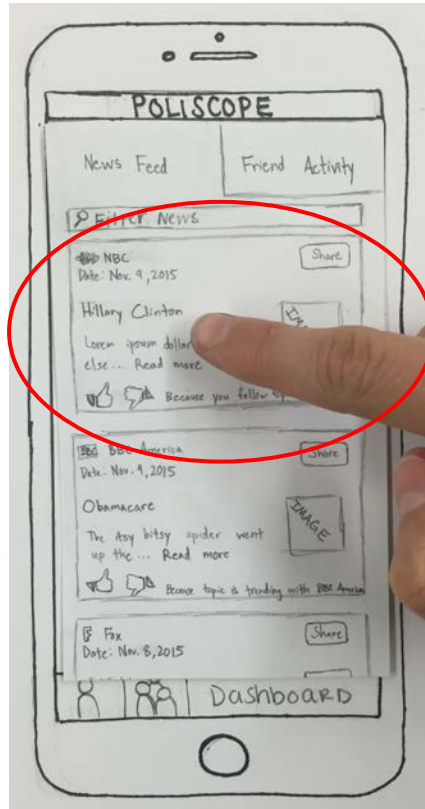 POLISCOPE
News Feed
Friend Activity
Filter News
NBC
Share
Date: Nov. 9, 2015
Hillary Clinton
Lorem ipsum dollar
else... Read more
Because you follow
BBC BBC America
Share
Date: Nov. 9, 2015
Obamacare
IMAGE
The itsy bitsy spider went
up the ... Read more
Because topic is trending with BBC America
F Fox
Share
Date: Nov. 8, 2015
DashboaRD